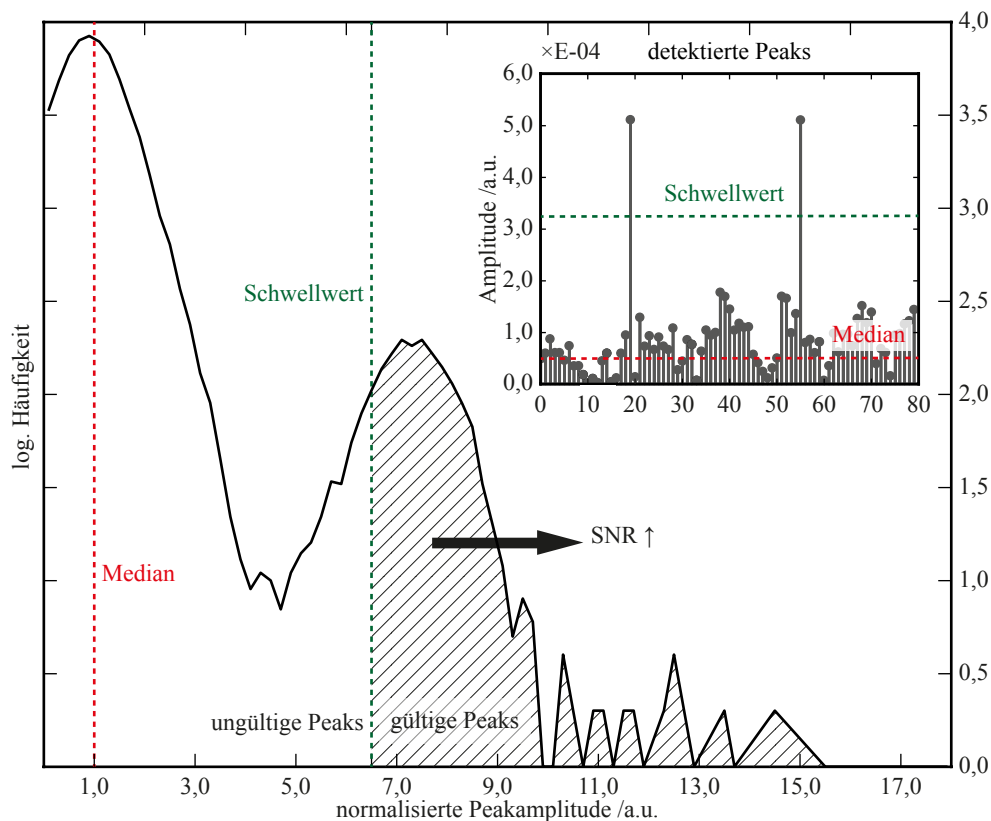 ×E-04 detektierte Peaks
6,0
5,0
4,0
3,0
2,0
1,0
0,0
Amplitude /a.u.
Schwellwert
Median
0 10 20 30 40 50 60 70 80
4,0
3,5
3,0
2,5
2,0
1,5
1,0
0,5
0,0
log. Häufigkeit
Schwellwert
Median
SNR ↑
ungültige Peaks
gültige Peaks
1,0 3,0 5,0 7,0 9,0 11,0 13,0 15,0 17,0
normalisierte Peakamplitude /a.u.